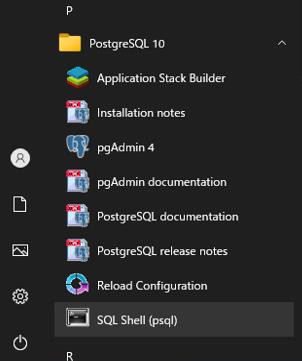 P
PostgreSQL 10
Application Stack Builder
Installation notes
pgAdmin 4
pgAdmin documentation
PostgreSQL documentation
PostgreSQL release notes
Reload Configuration
SQL Shell (psql)
R